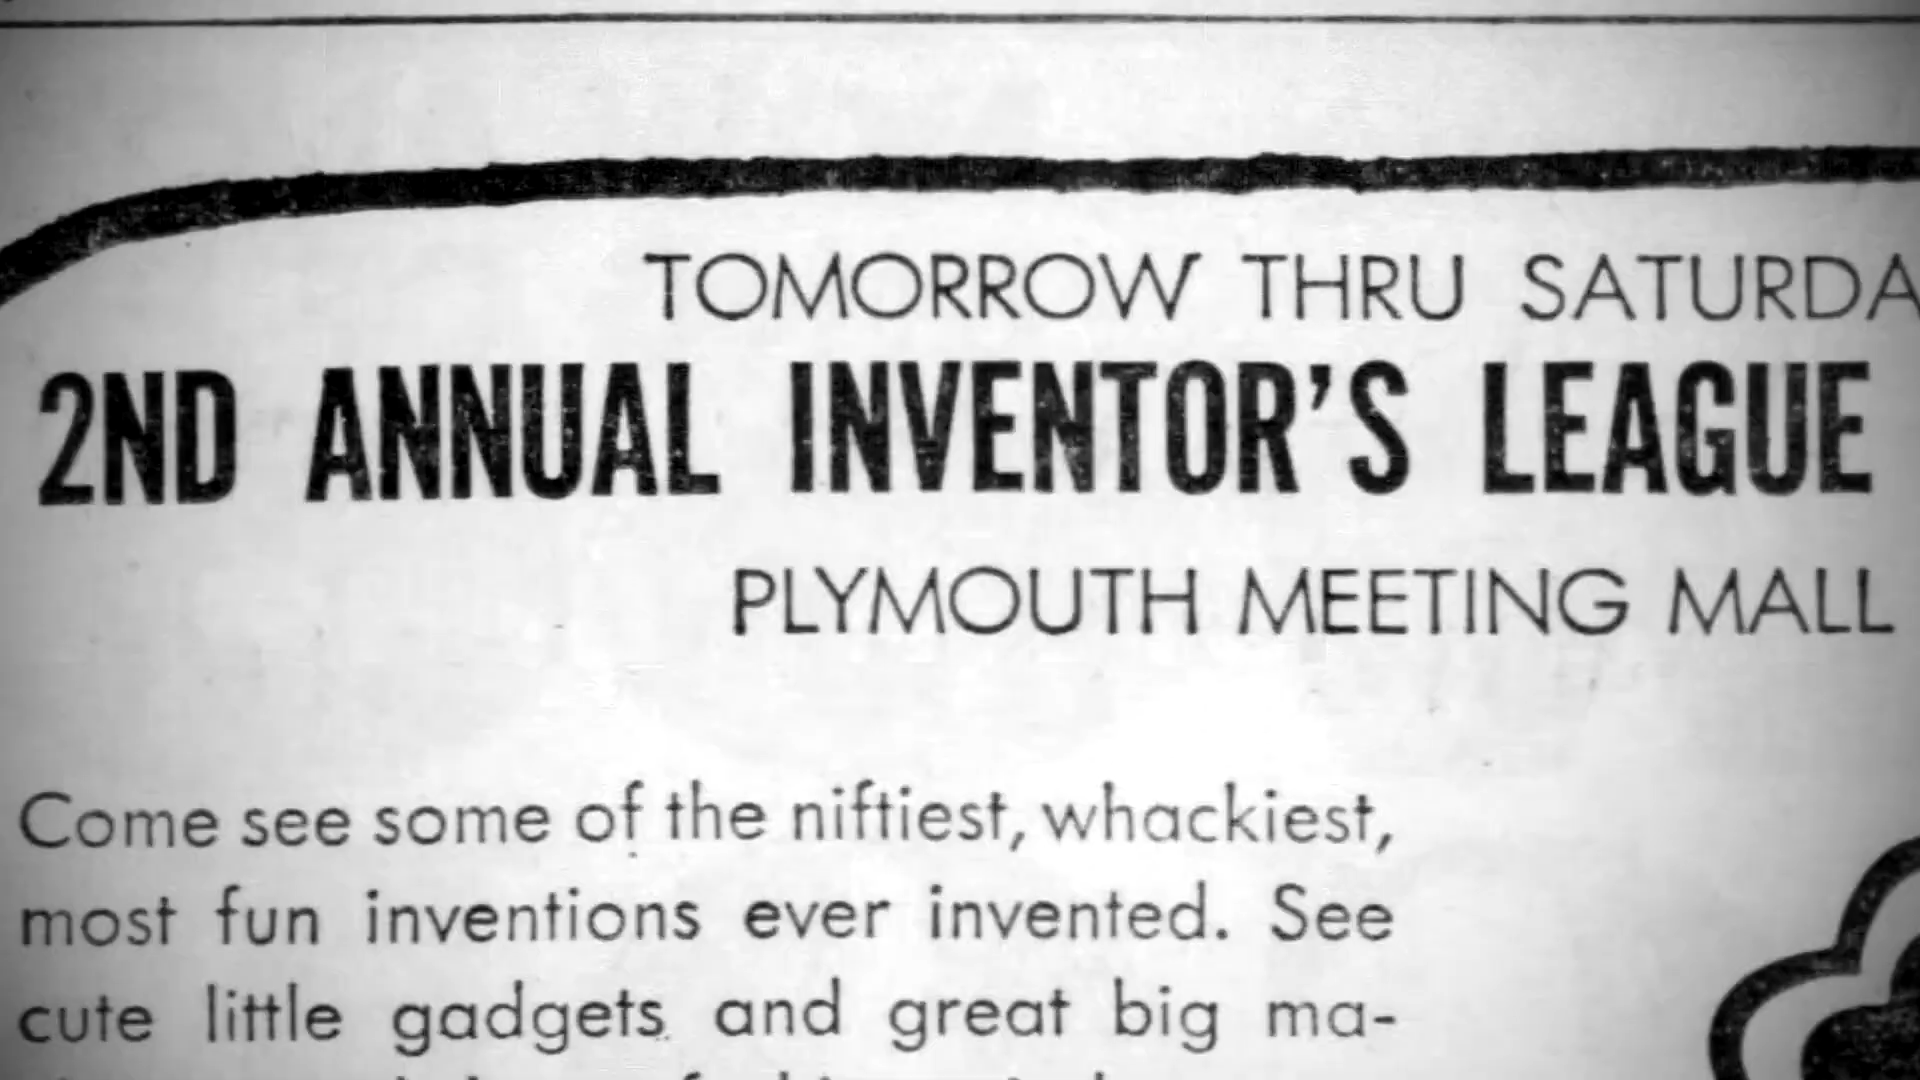 TOMORROW THRU SATURDA
2ND ANNUAL INVENTOR'S LEAGUE
PLYMOUTH MEETING MALL
Come see some of the niftiest, whackiest,
most fun inventions ever invented. See
cute little gadgets and great big ma-